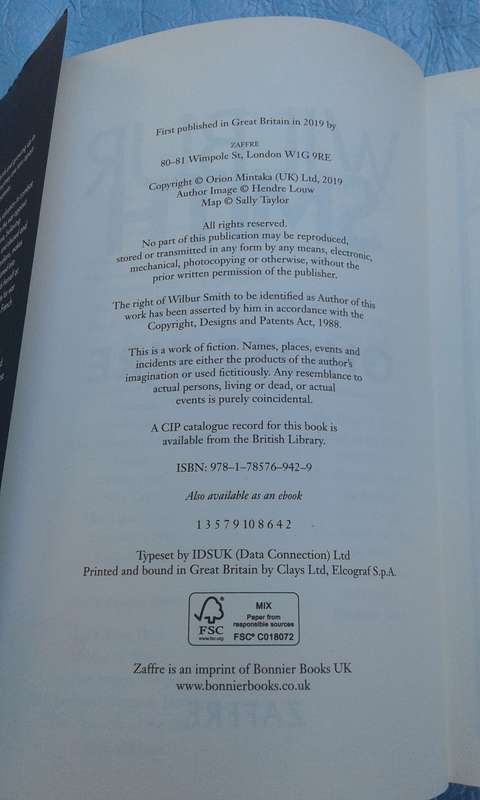 First published in Great Britain in 2019 by
ZAFFRE
80–81 Wimpole St, London W1G 9RE
Copyright © Orion Mintaka (UK) Ltd, 2019
Author Image © Hendre Louw
Map © Sally Taylor
All rights reserved.
No part of this publication may be reproduced,
stored or transmitted in any form by any means, electronic,
mechanical, photocopying or otherwise, without the
prior written permission of the publisher.
The right of Wilbur Smith to be identified as Author of this
work has been asserted by him in accordance with the
Copyright, Designs and Patents Act, 1988.
This is a work of fiction. Names, places, events and
incidents are either the products of the author's
imagination or used fictitiously. Any resemblance to
actual persons, living or dead, or actual
events is purely coincidental.
A CIP catalogue record for this book is
available from the British Library.
ISBN: 978–1–78576–942–9
Also available as an ebook
1 3 5 7 9 10 8 6 4 2
Typeset by IDSUK (Data Connection) Ltd
Printed and bound in Great Britain by Clays Ltd, Elcograf S.p.A.
FSC
www.fsc.org
MIX
Paper from
responsible sources
FSC® C018072
Zaffre is an imprint of Bonnier Books UK
www.bonnierbooks.co.uk